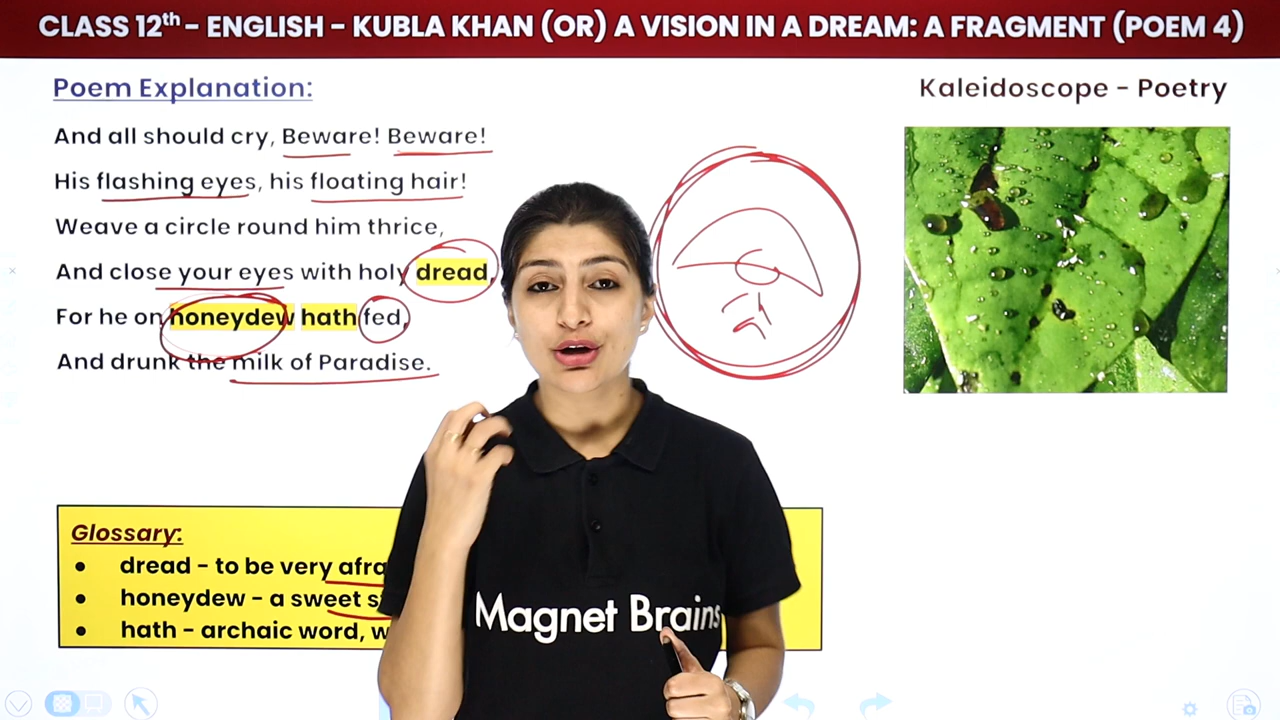 CLASS 12th - ENGLISH - KUBLA KHAN (OR) A VISION IN A DREAM: A FRAGMENT (POEM 4)
Poem Explanation:
Kaleidoscope - Poetry
And all should cry, Beware! Beware!
His flashing eyes, his floating hair!
Weave a circle round him thrice,
And close your eyes with holy dread,
For he on honeydew hath fed,
And drunk the milk of Paradise.
Glossary:
● dread - to be very
● honeydew - a sweet
● hath - archaic word,
Magnet Brains